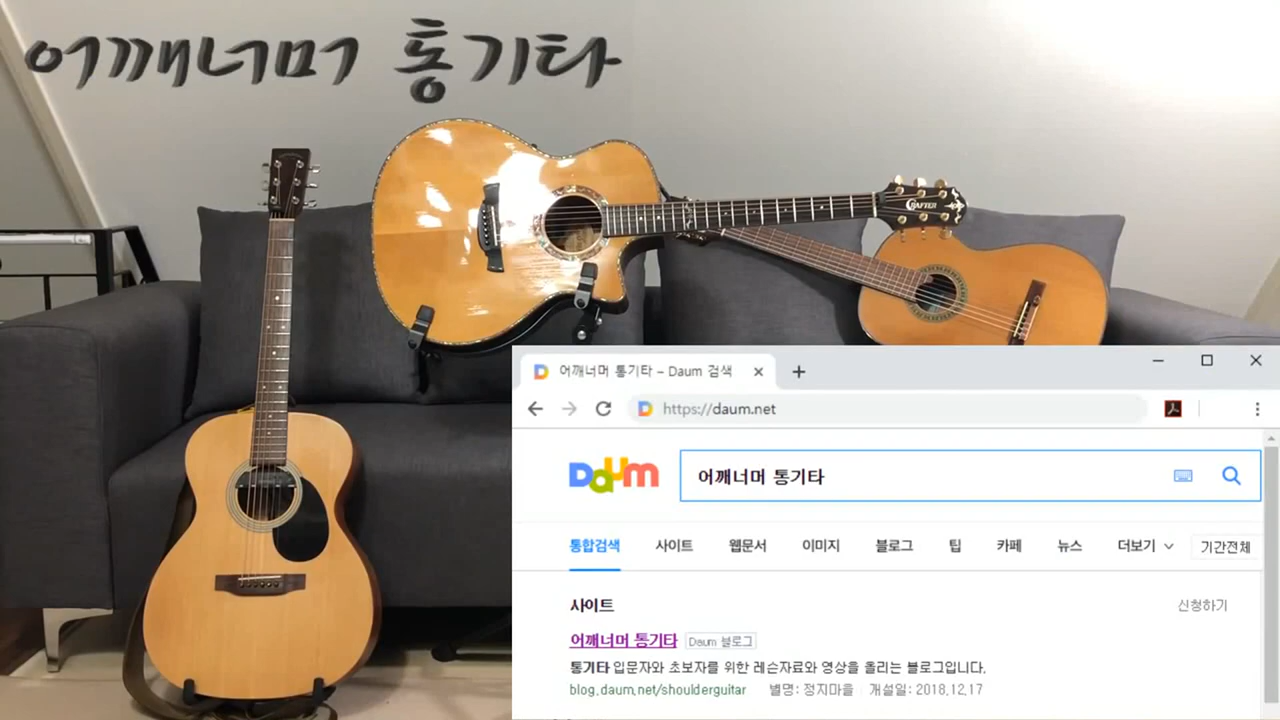 어깨너머 통기타
CRAFTER
어깨너머 통기타 – Daum 검색
https://daum.net
Daum
어깨너머 통기타
통합검색 사이트 웹문서 이미지 블로그 팁 카페 뉴스 더보기 기간전체
사이트 신청하기
어깨너머 통기타 Daum 블로그
통기타 입문자와 초보자를 위한 레슨자료와 영상을 올리는 블로그입니다.
blog.daum.net/shoulderguitar 별명: 정지마을 개설일: 2018.12.17